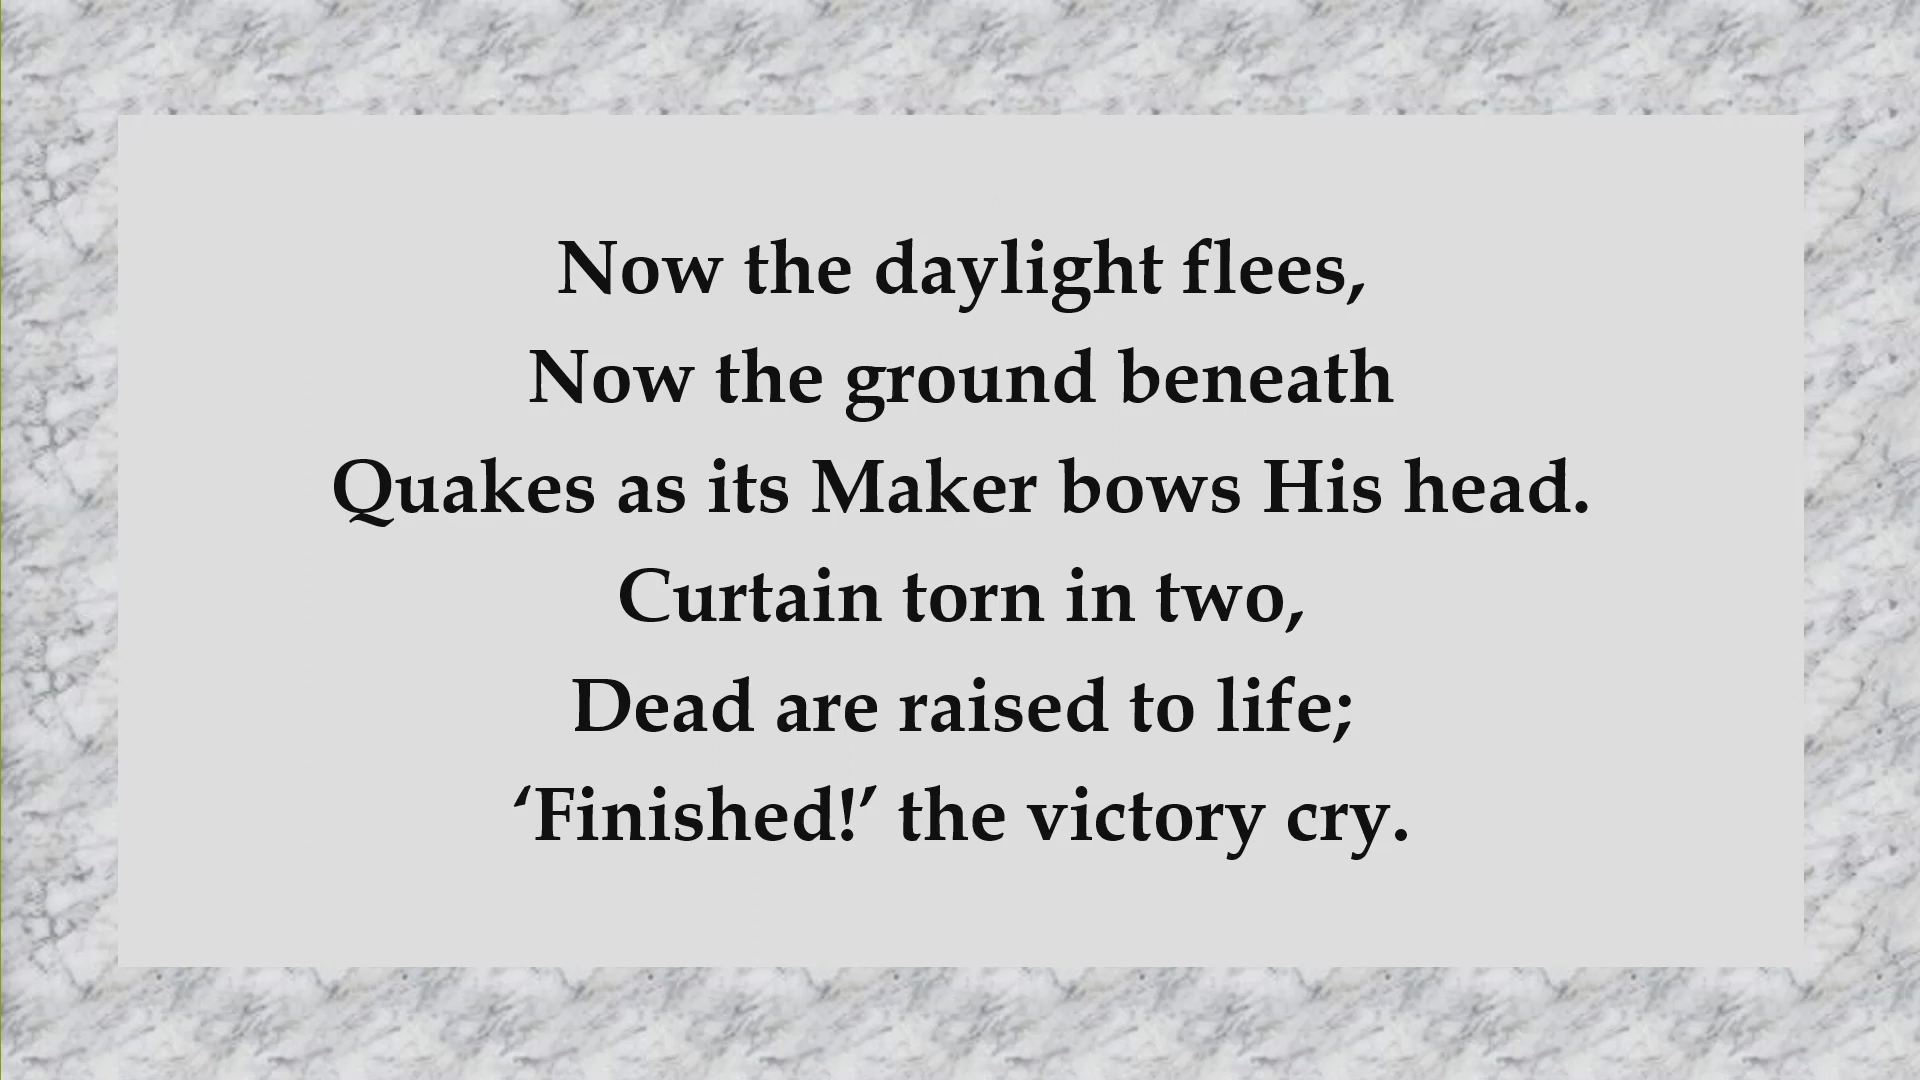 Now the daylight flees,
Now the ground beneath
Quakes as its Maker bows His head.
Curtain torn in two,
Dead are raised to life;
‘Finished!’ the victory cry.